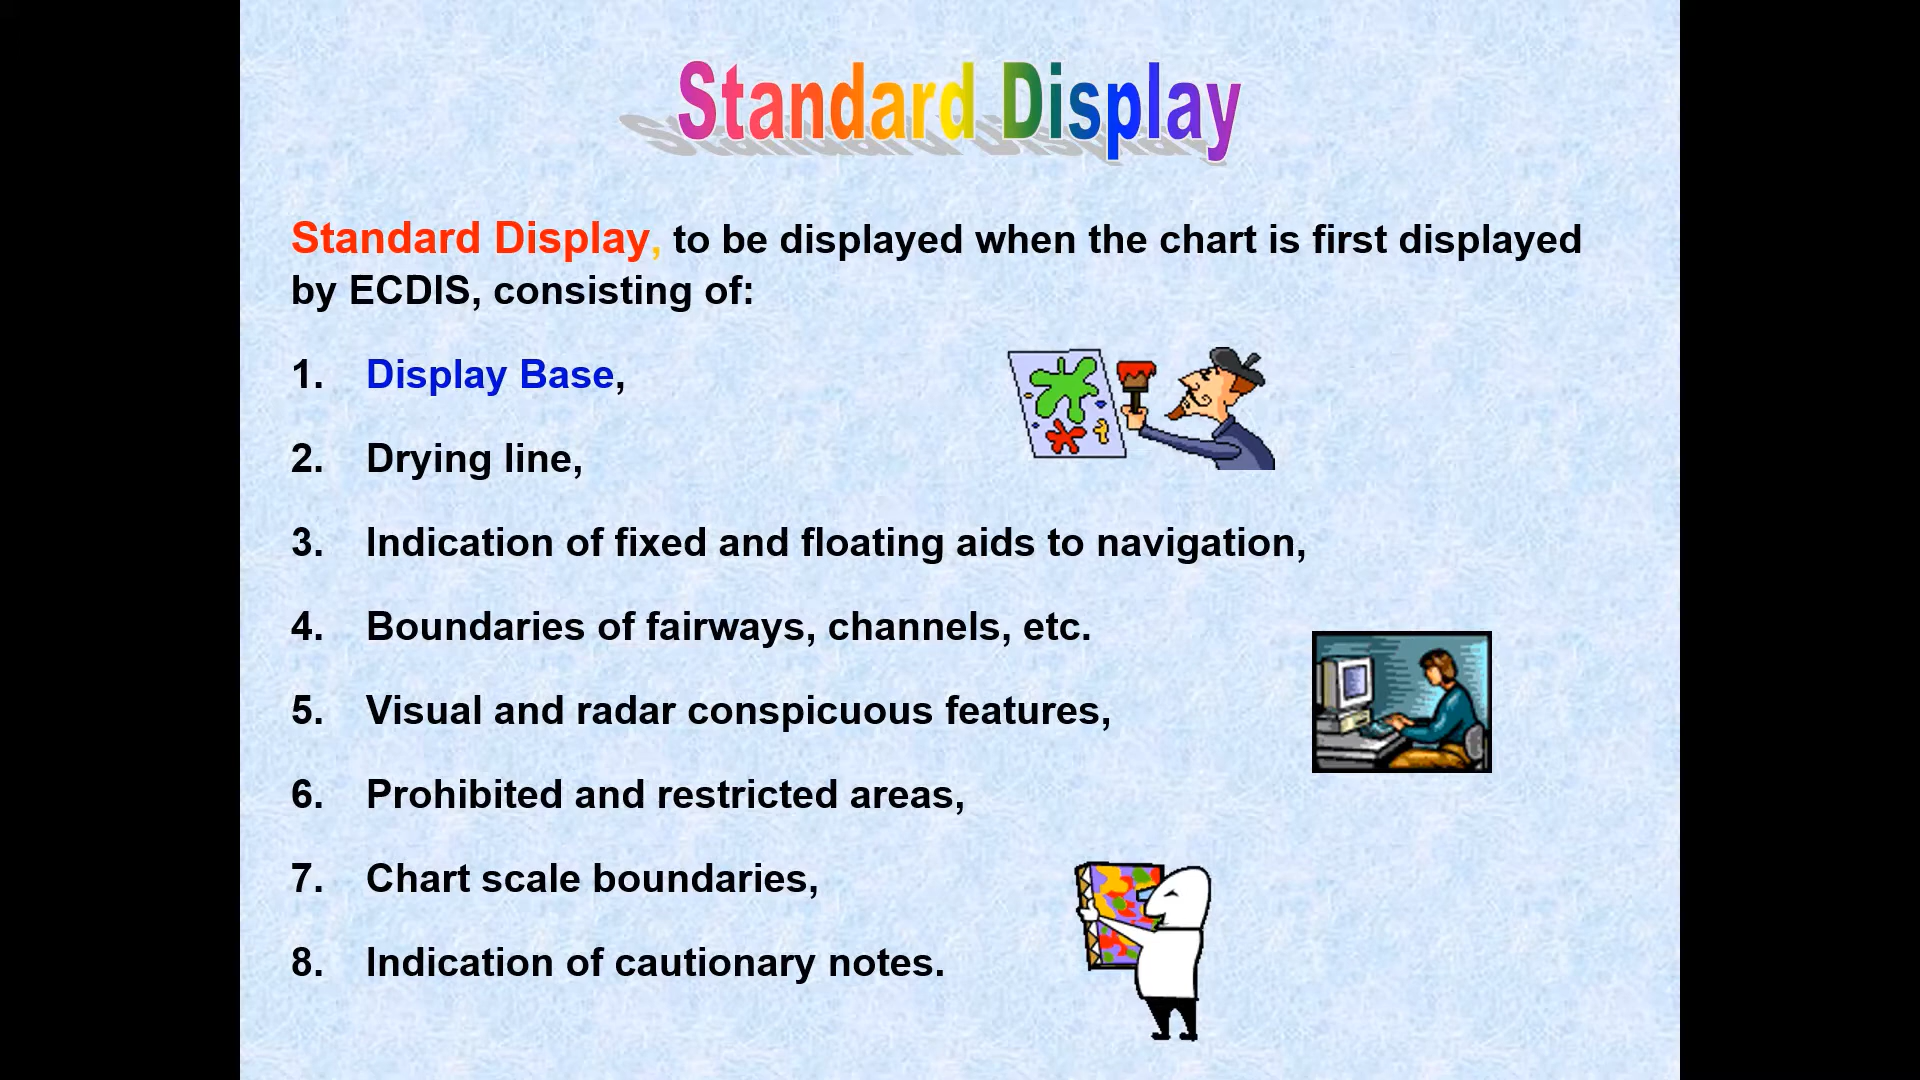 Standard Display
Standard Display, to be displayed when the chart is first displayed
by ECDIS, consisting of:
1. Display Base,
2. Drying line,
3. Indication of fixed and floating aids to navigation,
4. Boundaries of fairways, channels, etc.
5. Visual and radar conspicuous features,
6. Prohibited and restricted areas,
7. Chart scale boundaries,
8. Indication of cautionary notes.